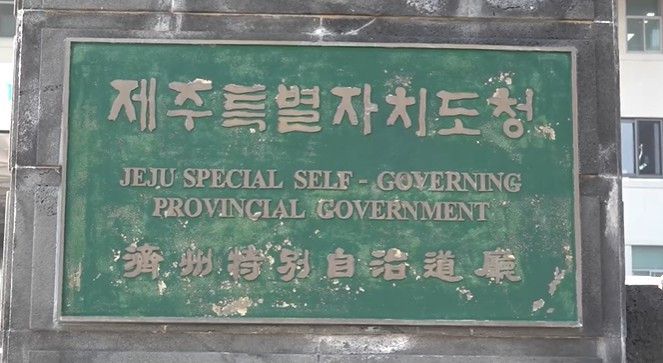 제주특별자치도청
JEJU SPECIAL SELF-GOVERNING
PROVINCIAL GOVERNMENT
濟州特別自治道廳